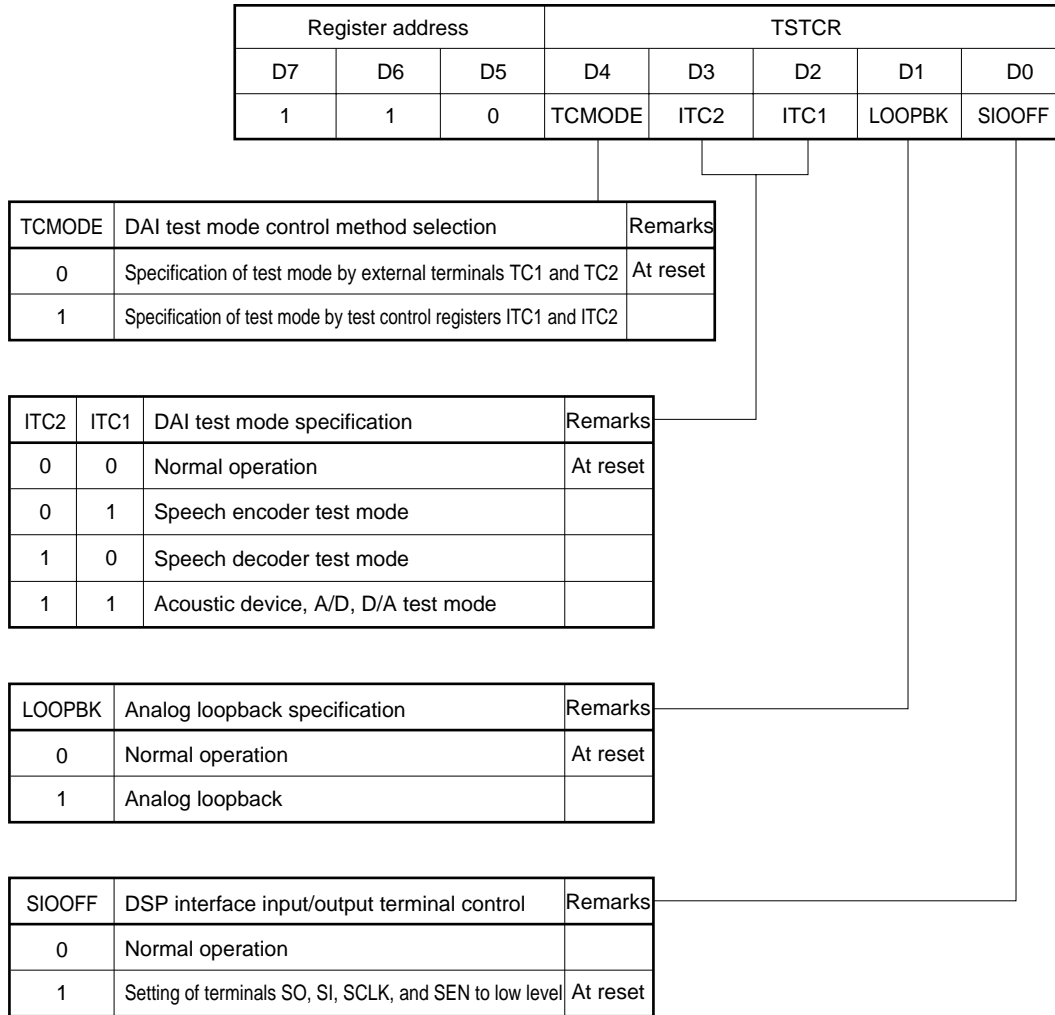 Register address TSTCR
D7 D6 D5 D4 D3 D2 D1 D0
1 1 0 TCMODE ITC2 ITC1 LOOPBK SIOOFF
TCMODE DAI test mode control method selection Remarks
0 Specification of test mode by external terminals TC1 and TC2 At reset
1 Specification of test mode by test control registers ITC1 and ITC2
ITC2 ITC1 DAI test mode specification Remarks
0 0 Normal operation At reset
0 1 Speech encoder test mode
1 0 Speech decoder test mode
1 1 Acoustic device, A/D, D/A test mode
LOOPBK Analog loopback specification Remarks
0 Normal operation At reset
1 Analog loopback
SIOOFF DSP interface input/output terminal control Remarks
0 Normal operation
1 Setting of terminals SO, SI, SCLK, and SEN to low level At reset